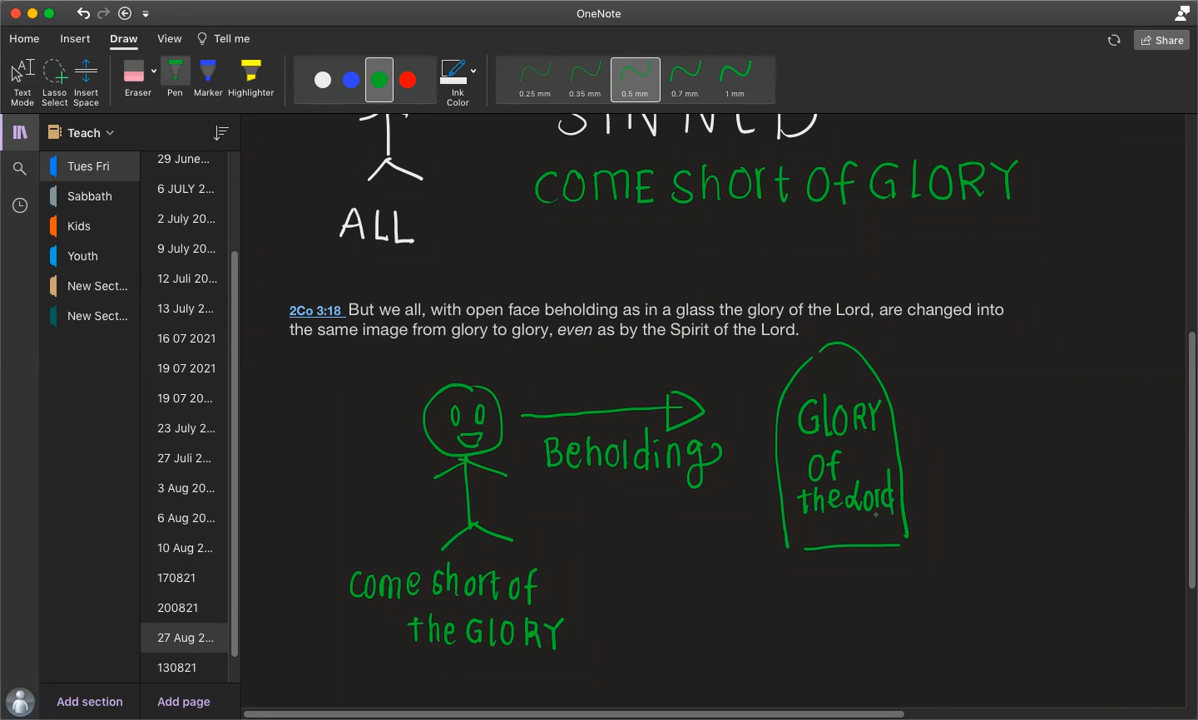 OneNote
Home Insert Draw View Tell me
Share
Text Mode
Lasso Select
Insert Space
Eraser
Pen
Marker
Highlighter
Ink Color
0.25 mm
0.35 mm
0.5 mm
0.7 mm
1 mm
Teach
Tues Fri
Sabbath
Kids
Youth
New Sect...
New Sect...
29 June...
6 JULY 2...
2 July 20...
9 July 20...
12 Juli 20...
13 July 2...
16 07 2021
19 07 2021
19 07 202...
23 July 2...
27 Juli 2...
3 Aug 20...
6 Aug 20...
10 Aug 2...
170821
200821
27 Aug 2...
130821
Add section
Add page
SINNED
COME short of GLORY
ALL
2Co 3:18 But we all, with open face beholding as in a glass the glory of the Lord, are changed into
the same image from glory to glory, even as by the Spirit of the Lord.
Beholding
GLORY
Of
the Lord
Come short of
the GLORY